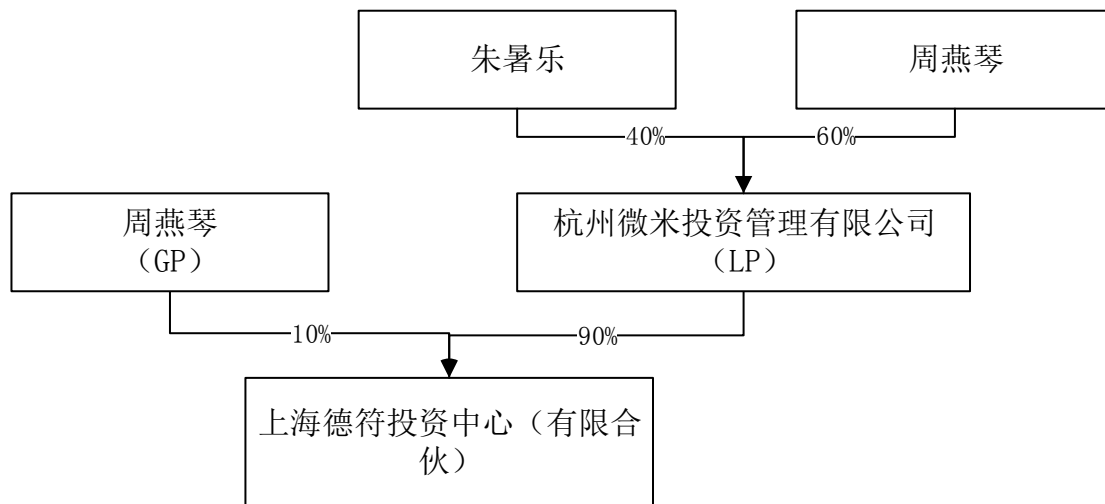 朱暑乐
周燕琴
40%
60%
周燕琴
（GP）
杭州微米投资管理有限公司
（LP）
10%
90%
上海德符投资中心（有限合
伙）